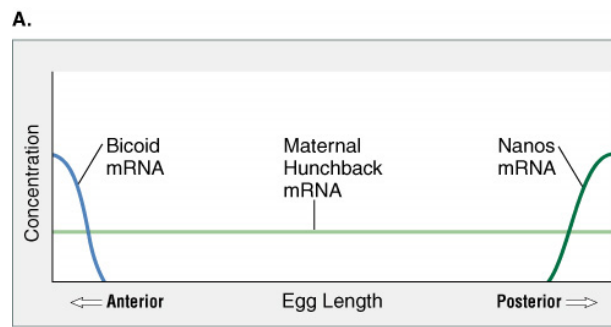 A.
Concentration
Bicoid
mRNA
Maternal
Hunchback
mRNA
Nanos
mRNA
⇐ Anterior
Egg Length
Posterior ⇒